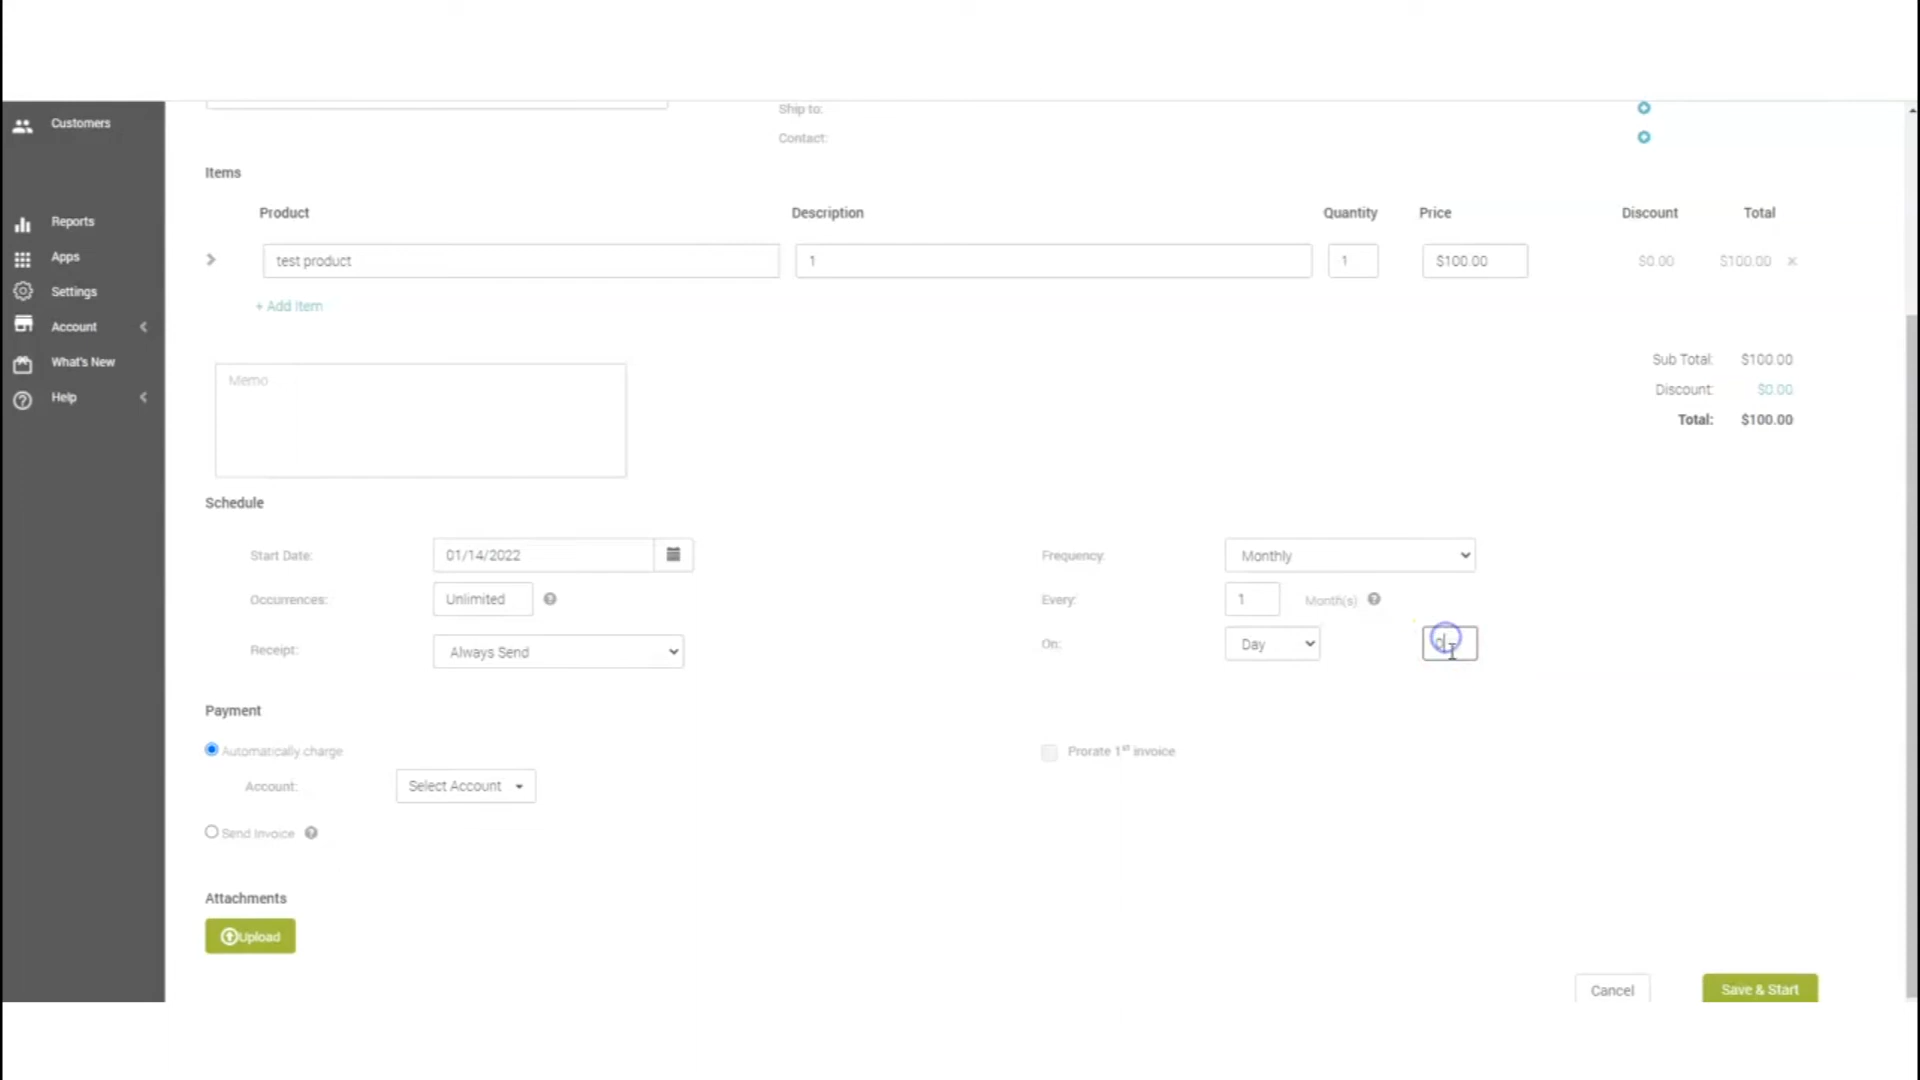 Customers
Reports
Apps
Settings
Account
What's New
Help
Ship to:
Contact:
Items
Product Description Quantity Price Discount Total
test product 1 1 $100.00 $0.00 $100.00 ×
+ Add Item
Memo
Sub Total: $100.00
Discount: $0.00
Total: $100.00
Schedule
Start Date: 01/14/2022 Frequency: Monthly
Occurrences: Unlimited Every: 1 Month(s)
Receipt: Always Send On: Day
Payment
Automatically charge Prorate 1st invoice
Account: Select Account
Send Invoice
Attachments
Upload
Cancel Save & Start